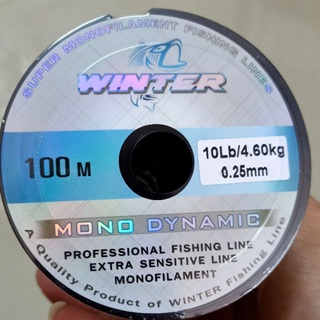 SUPER MONOFILAMENT FISHING LINES
WINTER
100 M
10Lb/4.60kg
0.25mm
MONO DYNAMIC
PROFESSIONAL FISHING LINE
EXTRA SENSITIVE LINE
MONOFILAMENT
A Quality Product of WINTER Fishing Line